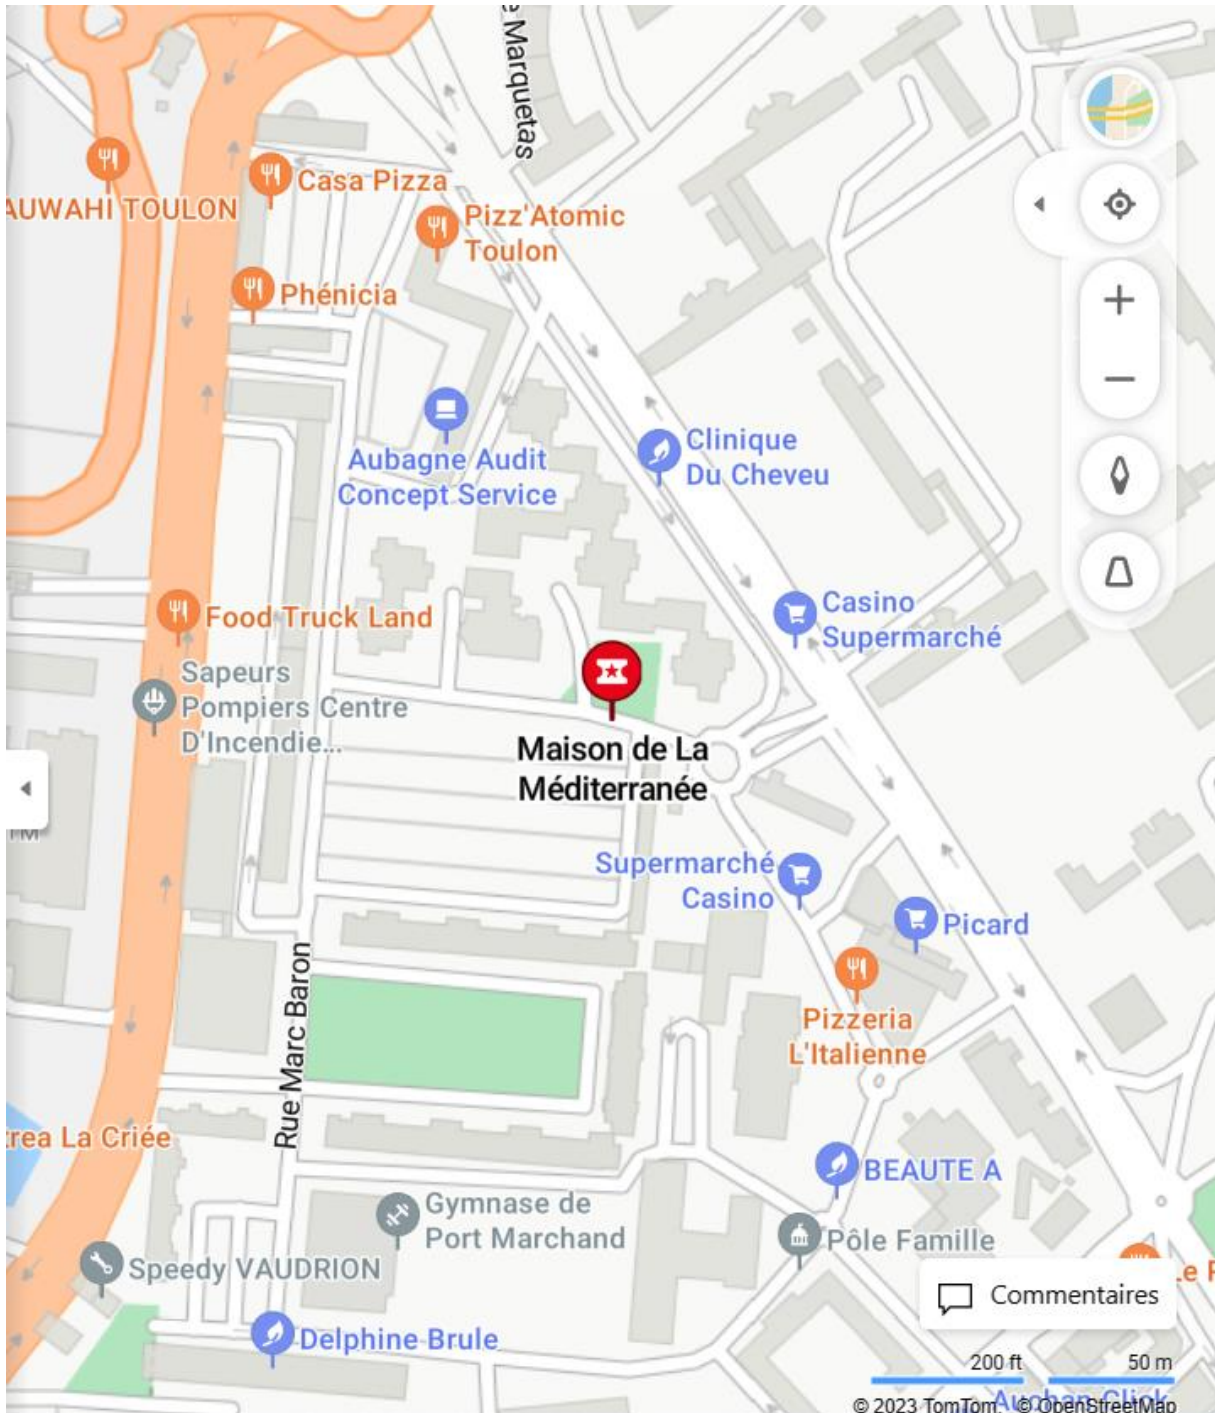 Marquetas
Casa Pizza
AUWAHI TOULON
Pizz'Atomic
Toulon
Phénicia
Clinique
Du Cheveu
Aubagne Audit
Concept Service
Casino
Supermarché
Food Truck Land
Sapeurs
Pompiers Centre
D'Incendie...
Maison de La
Méditerranée
Supermarché
Casino
Picard
Rue Marc Baron
Pizzeria
L'Italienne
rea La Criée
BEAUTE A
Gymnase de
Port Marchand
Pôle Famille
Speedy VAUDRION
Le
Commentaires
Delphine Brule
200 ft
50 m
Auchan Click
© 2023 TomTom, © OpenStreetMap